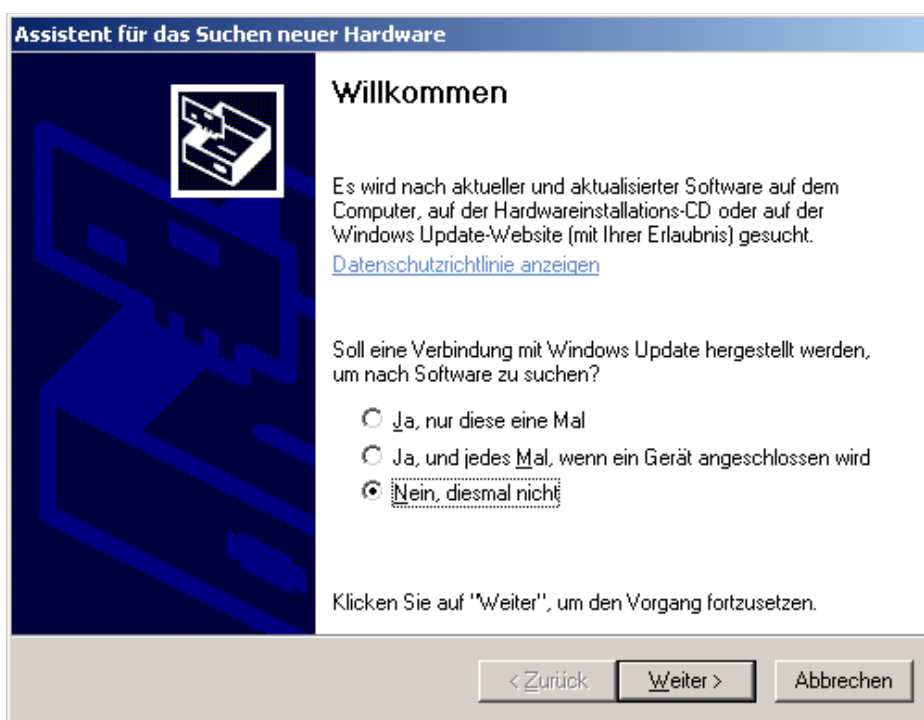 Assistent für das Suchen neuer Hardware
Willkommen
Es wird nach aktueller und aktualisierter Software auf dem
Computer, auf der Hardwareinstallations-CD oder auf der
Windows Update-Website (mit Ihrer Erlaubnis) gesucht.
Datenschutzrichtlinie anzeigen
Soll eine Verbindung mit Windows Update hergestellt werden,
um nach Software zu suchen?
Ja, nur diese eine Mal
Ja, und jedes Mal, wenn ein Gerät angeschlossen wird
Nein, diesmal nicht
Klicken Sie auf "Weiter", um den Vorgang fortzusetzen.
< Zurück Weiter > Abbrechen